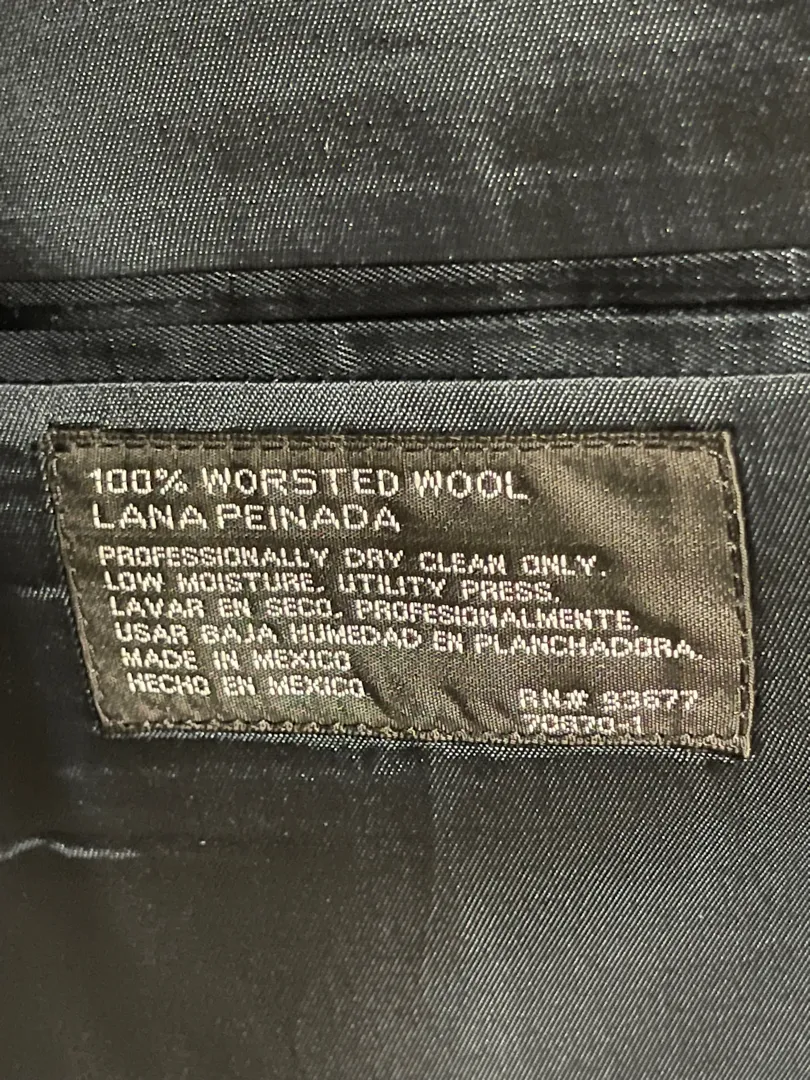 100% WORSTED WOOL
LANA PEINADA
PROFESSIONALLY DRY CLEAN ONLY.
LOW MOISTURE, UTILITY PRESS.
LAVAR EN SECO, PROFESIONALMENTE,
USAR BAJA HUMEDAD EN PLANCHADORA.
MADE IN MEXICO
HECHO EN MEXICO
RN#